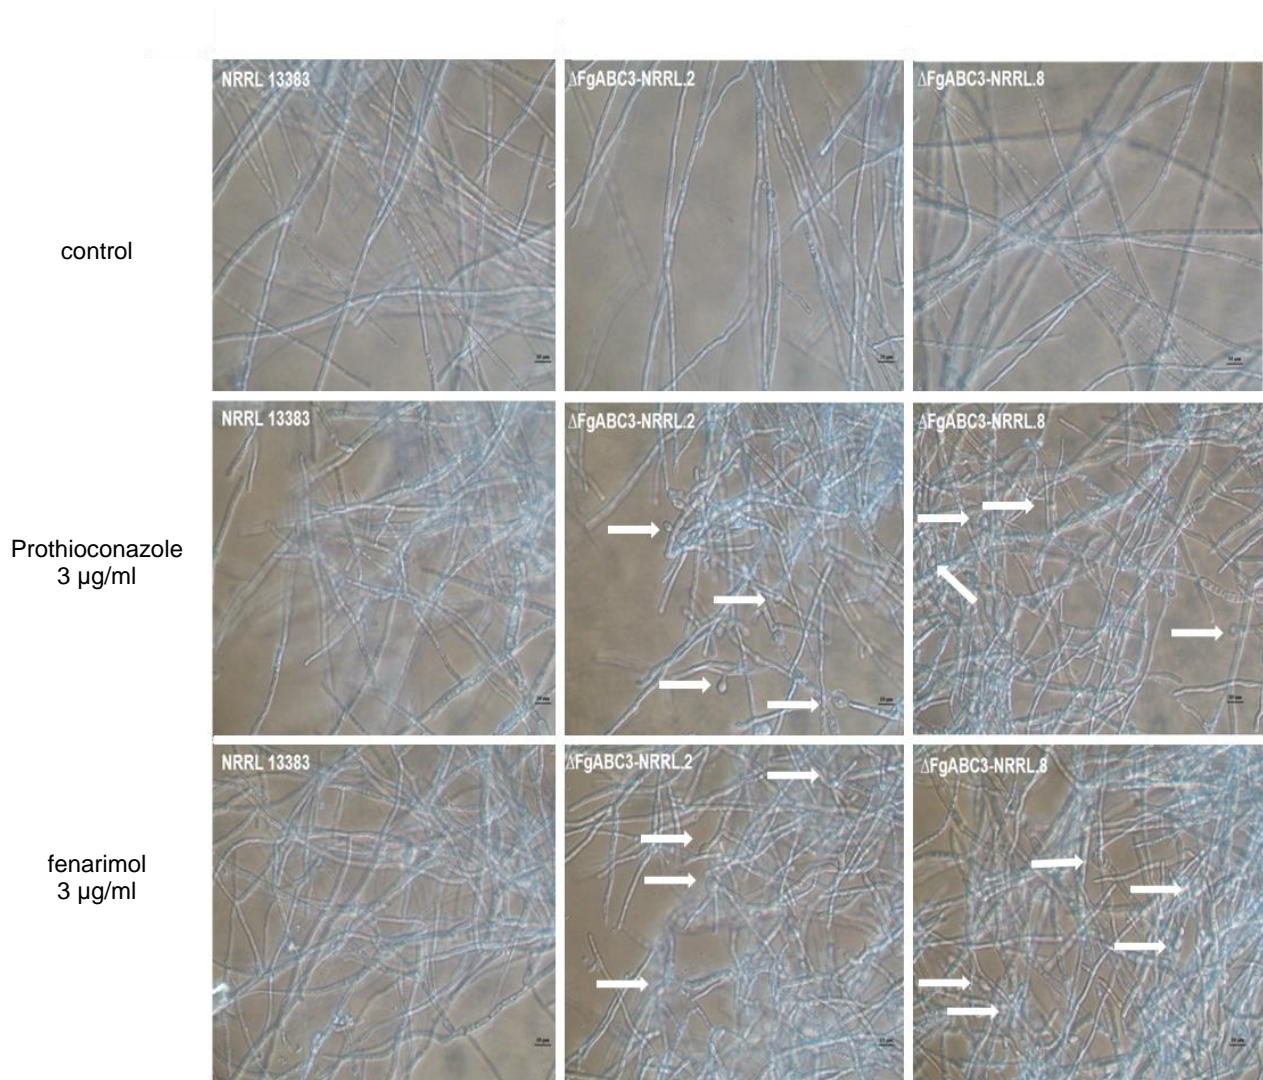 NRRL 13383
ΔFgABC3-NRRL.2
ΔFgABC3-NRRL.8
control
NRRL 13383
ΔFgABC3-NRRL.2
ΔFgABC3-NRRL.8
Prothioconazole
3 µg/ml
NRRL 13383
ΔFgABC3-NRRL.2
ΔFgABC3-NRRL.8
fenarimol
3 µg/ml